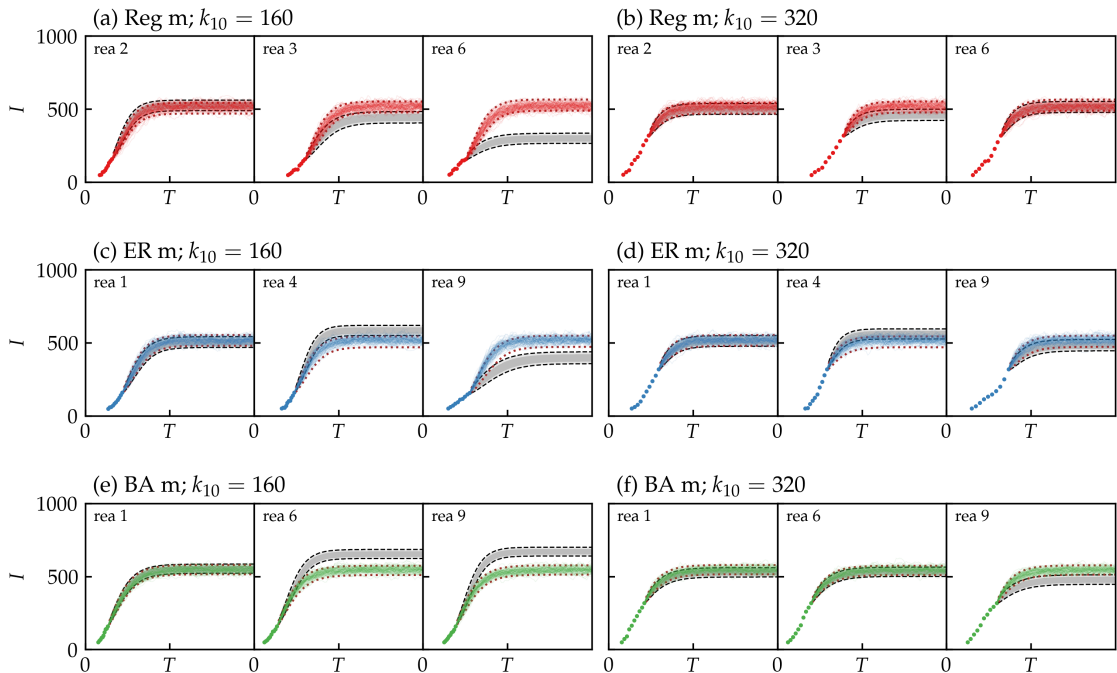 (a) Reg m; k₁₀ = 160
(b) Reg m; k₁₀ = 320
1000
500
0
I
rea 2
rea 3
rea 6
rea 2
rea 3
rea 6
0 T 0 T 0 T 0 T 0 T 0 T
(c) ER m; k₁₀ = 160
(d) ER m; k₁₀ = 320
1000
500
0
I
rea 1
rea 4
rea 9
rea 1
rea 4
rea 9
0 T 0 T 0 T 0 T 0 T 0 T
(e) BA m; k₁₀ = 160
(f) BA m; k₁₀ = 320
1000
500
0
I
rea 1
rea 6
rea 9
rea 1
rea 6
rea 9
0 T 0 T 0 T 0 T 0 T 0 T